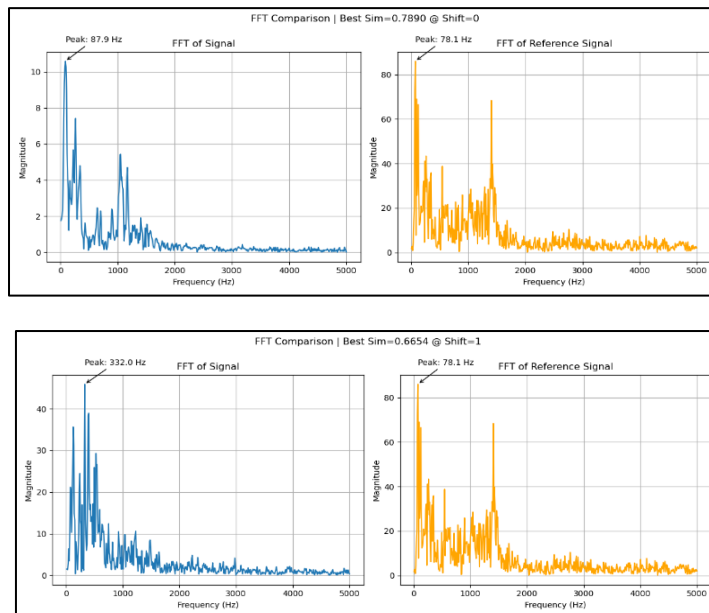 FFT Comparison | Best Sim=0.7890 @ Shift=0
Peak: 87.9 Hz
FFT of Signal
10
8
6
4
2
0
Magnitude
0 1000 2000 3000 4000 5000
Frequency (Hz)
Peak: 78.1 Hz
FFT of Reference Signal
80
60
40
20
0
Magnitude
0 1000 2000 3000 4000 5000
Frequency (Hz)
FFT Comparison | Best Sim=0.6654 @ Shift=1
Peak: 332.0 Hz
FFT of Signal
40
30
20
10
0
Magnitude
0 1000 2000 3000 4000 5000
Frequency (Hz)
Peak: 78.1 Hz
FFT of Reference Signal
80
60
40
20
0
Magnitude
0 1000 2000 3000 4000 5000
Frequency (Hz)